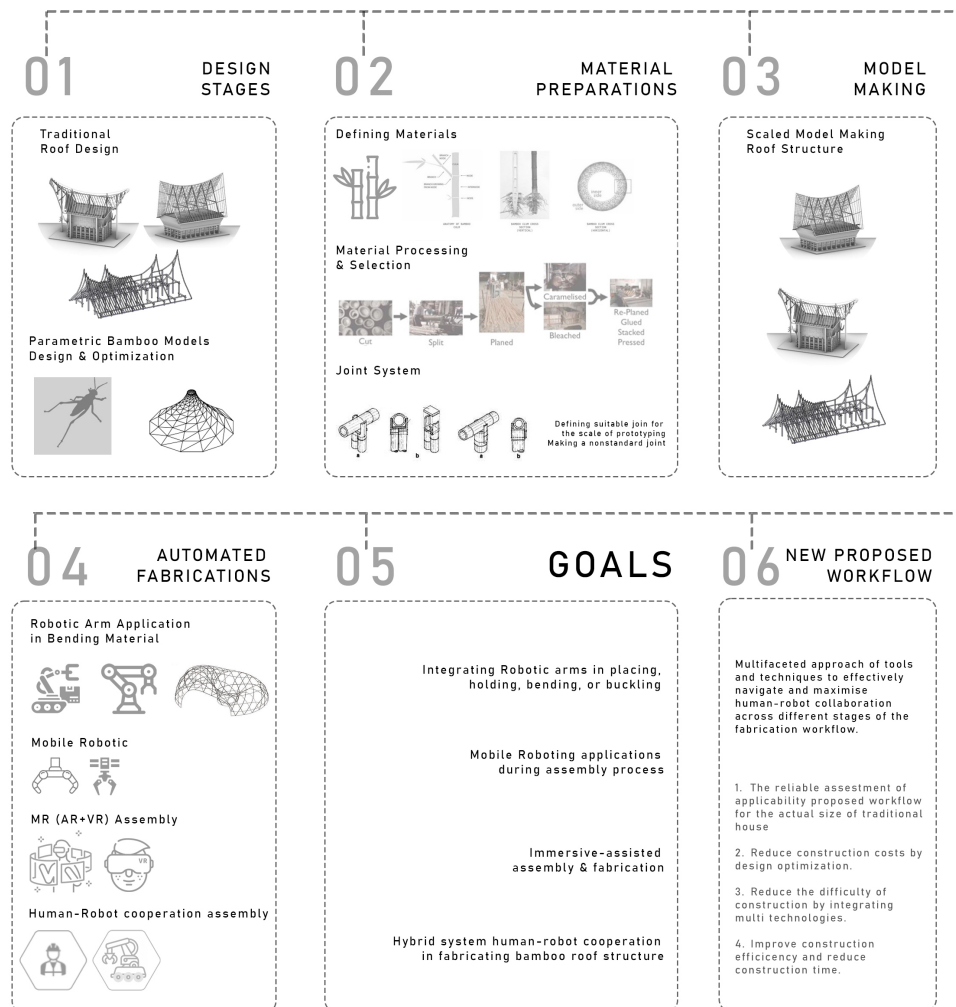 01
DESIGN
STAGES
Traditional
Roof Design
Parametric Bamboo Models
Design & Optimization
02
MATERIAL
PREPARATIONS
Defining Materials
Material Processing
& Selection
Cut
Split
Planed
Caramelised
Bleached
Re-Planed
Glued
Stacked
Pressed
Joint System
a
b
a
b
Defining suitable join for
the scale of prototyping
Making a nonstandard joint
03
MODEL
MAKING
Scaled Model Making
Roof Structure
04
AUTOMATED
FABRICATIONS
Robotic Arm Application
in Bending Material
Mobile Robotic
MR (AR+VR) Assembly
VR
Human-Robot cooperation assembly
05
GOALS
Integrating Robotic arms in placing,
holding, bending, or buckling
Mobile Roboting applications
during assembly process
Immersive-assisted
assembly & fabrication
Hybrid system human-robot cooperation
in fabricating bamboo roof structure
06
NEW PROPOSED
WORKFLOW
Multifaceted approach of tools
and techniques to effectively
navigate and maximise
human-robot collaboration
across different stages of the
fabrication workflow.
1. The reliable assestment of
applicability proposed workflow
for the actual size of traditional
house
2. Reduce construction costs by
design optimization.
3. Reduce the difficulty of
construction by integrating
multi technologies.
4. Improve construction
efficicency and reduce
construction time.